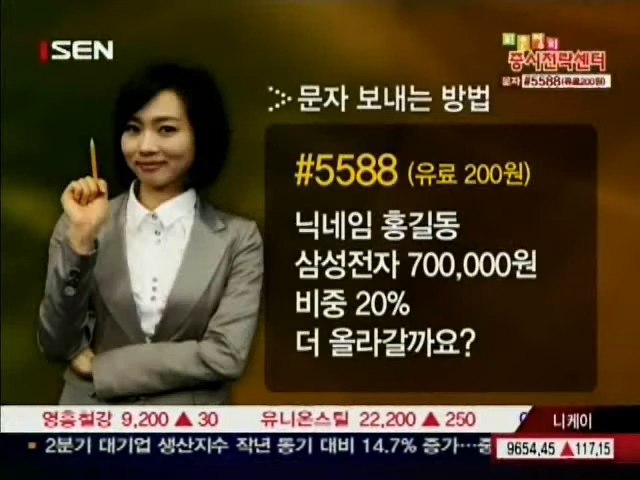 SEN
증시전략센터
문자 #5588(유료200원)
문자 보내는 방법
#5588 (유료 200원)
닉네임 홍길동
삼성전자 700,000원
비중 20%
더 올라갈까요?
영흥철강 9,200 ▲ 30 유니온스틸 22,200 ▲ 250
니케이
2분기 대기업 생산지수 작년 동기 대비 14.7% 증가…중
9654,45 ▲117,15